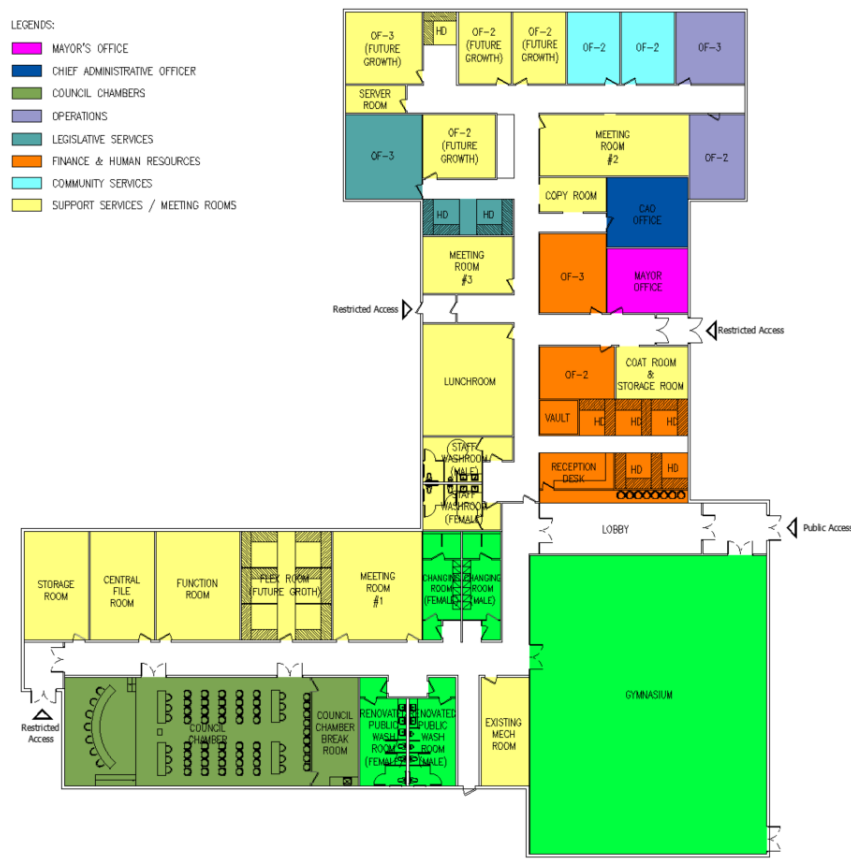 LEGENDS:
MAYOR'S OFFICE
CHIEF ADMINISTRATIVE OFFICER
COUNCIL CHAMBERS
OPERATIONS
LEGISLATIVE SERVICES
FINANCE & HUMAN RESOURCES
COMMUNITY SERVICES
SUPPORT SERVICES / MEETING ROOMS
OF-3
(FUTURE
GROWTH)
HD
OF-2
(FUTURE
GROWTH)
OF-2
(FUTURE
GROWTH)
OF-2
OF-2
OF-3
SERVER
ROOM
OF-3
OF-2
(FUTURE
GROWTH)
MEETING
ROOM
#2
OF-2
COPY ROOM
CAO
OFFICE
HD
HD
MEETING
ROOM
#3
OF-3
MAYOR
OFFICE
Restricted Access
Restricted Access
LUNCHROOM
OF-2
COAT ROOM
&
STORAGE ROOM
VAULT
HD
HD
HD
STAFF
WASHROOM
(MALE)
RECEPTION
DESK
HD
HD
STAFF
WASHROOM
(FEMALE)
LOBBY
Public Access
STORAGE
ROOM
CENTRAL
FILE
ROOM
FUNCTION
ROOM
FLEX ROOM
(FUTURE GROTH)
MEETING
ROOM
#1
CHANGING
ROOM
(FEMALE)
CHANGING
ROOM
(MALE)
GYMNASIUM
Restricted
Access
COUNCIL
CHAMBER
COUNCIL
CHAMBER
BREAK
ROOM
RENOVATED
PUBLIC
WASH
ROOM
(FEMALE)
RENOVATED
PUBLIC
WASH
ROOM
(MALE)
EXISTING
MECH
ROOM